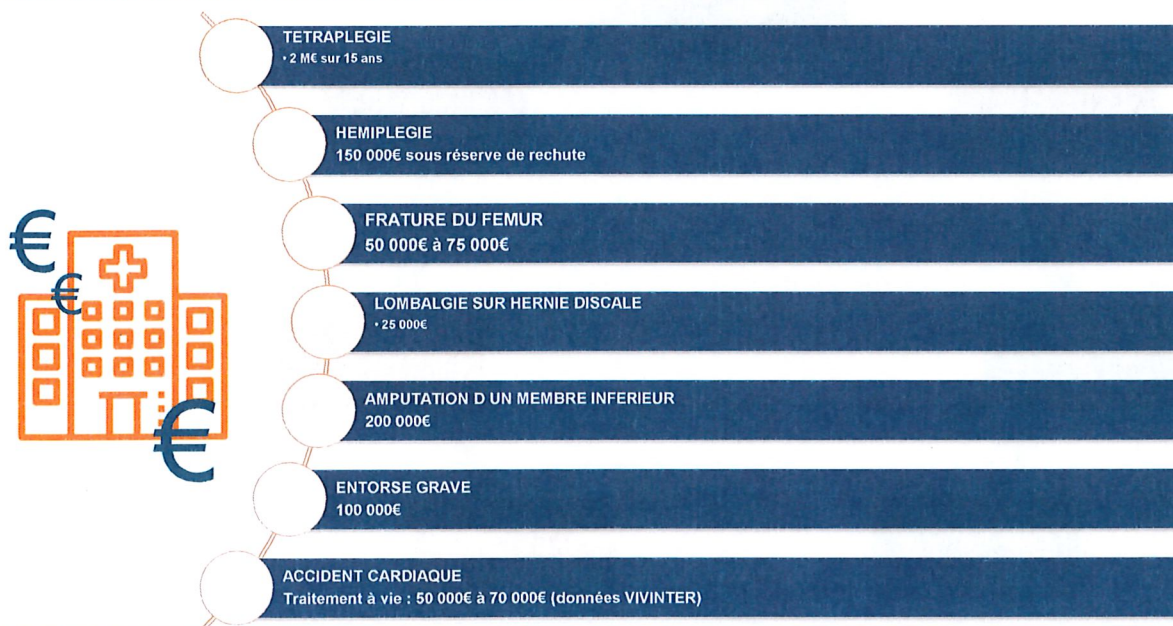 TETRAPLEGIE
• 2 M€ sur 15 ans
HEMIPLEGIE
150 000€ sous réserve de rechute
FRATURE DU FEMUR
50 000€ à 75 000€
LOMBALGIE SUR HERNIE DISCALE
• 25 000€
AMPUTATION D UN MEMBRE INFERIEUR
200 000€
ENTORSE GRAVE
100 000€
ACCIDENT CARDIAQUE
Traitement à vie : 50 000€ à 70 000€ (données VIVINTER)
€
€
€